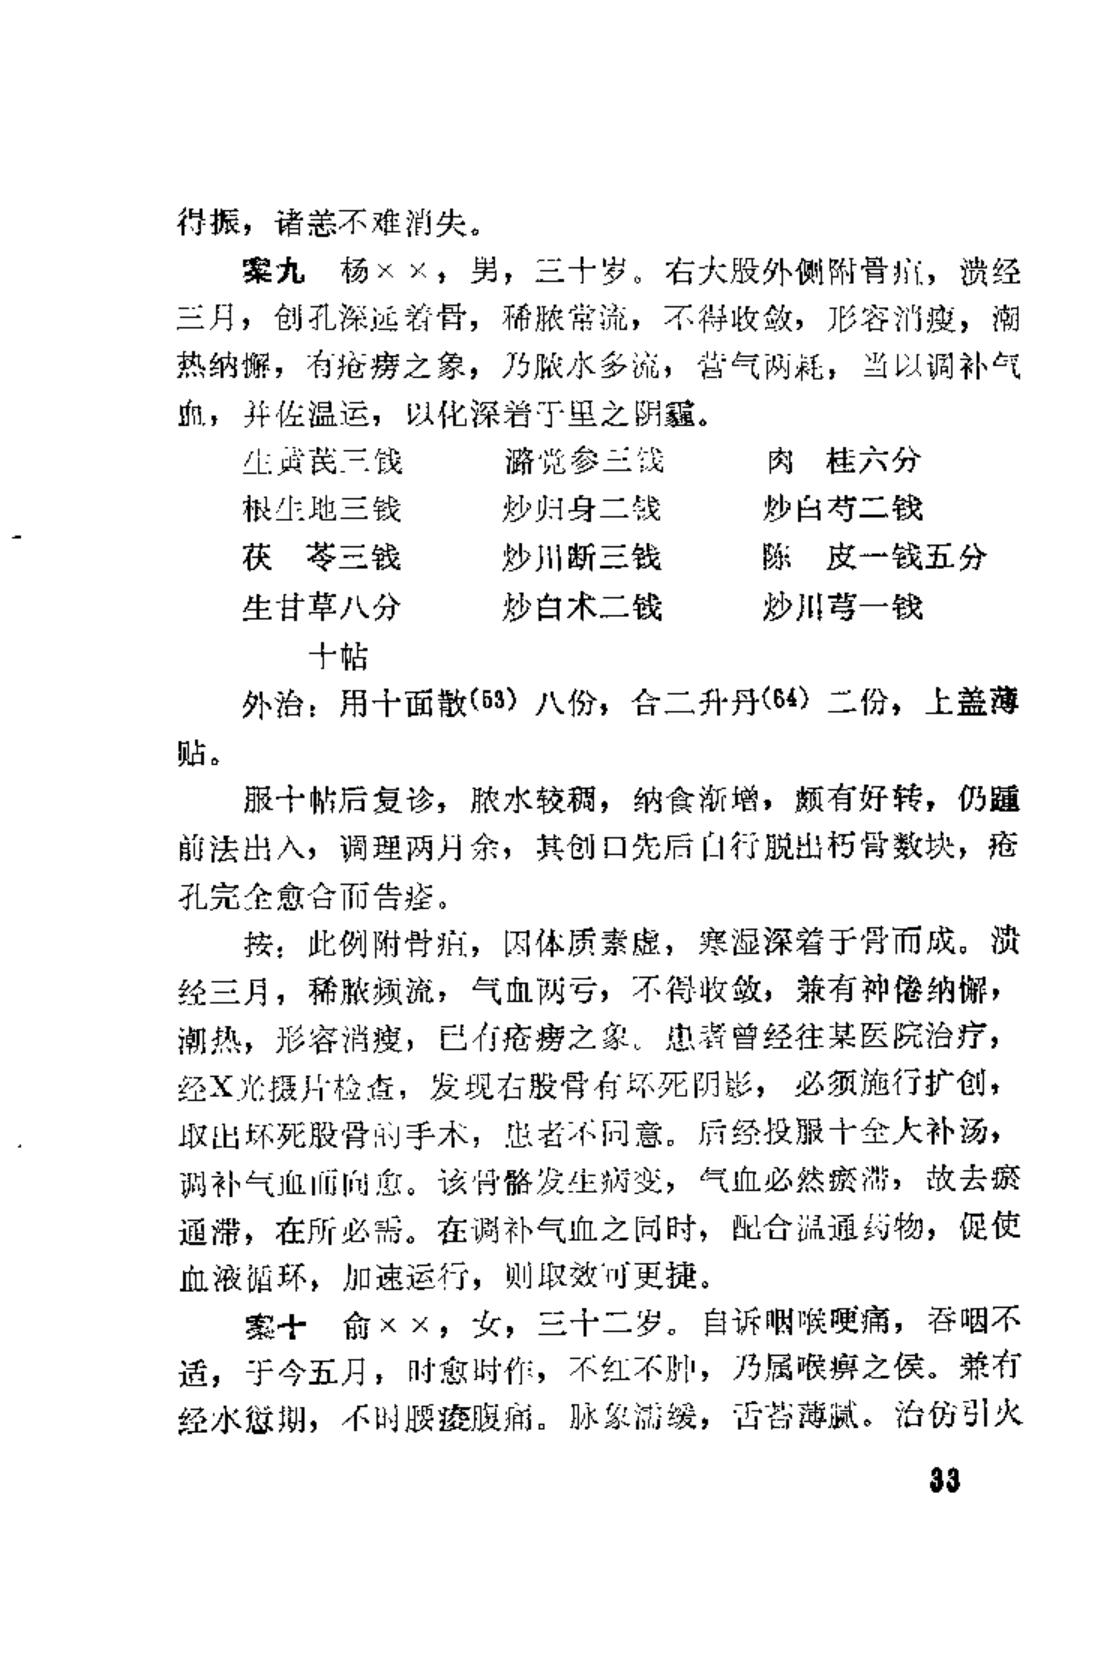 得振，诸恙不难消失。
案九　杨××，男，三十岁。右大股外侧附骨疽，溃经
三月，创孔深延着骨，稀脓常流，不得收敛，形容消瘦，潮
热纳懈，有疮痨之象，乃脓水多流，营气两耗，当以调补气
血，并佐温运，以化深着于里之阴霾。
生黄芪三钱　　　潞党参三钱　　　肉　桂六分
根生地三钱　　　炒归身二钱　　　炒白芍二钱
茯　苓三钱　　　炒川断三钱　　　陈　皮一钱五分
生甘草八分　　　炒白术二钱　　　炒川芎一钱
十帖
外治：用十面散(53) 八份，合二升丹(64) 二份，上盖薄
贴。
服十帖后复诊，脓水较稠，纳食渐增，颇有好转，仍踵
前法出入，调理两月余，其创口先后自行脱出朽骨数块，疮
孔完全愈合而告痊。
按：此例附骨疽，因体质素虚，寒湿深着于骨而成。溃
经三月，稀脓频流，气血两亏，不得收敛，兼有神倦纳懈，
潮热，形容消瘦，已有疮痨之象。患者曾经往某医院治疗，
经X光摄片检查，发现右股骨有坏死阴影，必须施行扩创，
取出坏死股骨的手术，患者不同意。后经投服十全大补汤，
调补气血而向愈。该骨骼发生病变，气血必然瘀滞，故去瘀
通滞，在所必需。在调补气血之同时，配合温通药物，促使
血液循环，加速运行，则取效可更捷。
案十　俞××，女，三十二岁。自诉咽喉哽痛，吞咽不
适，于今五月，时愈时作，不红不肿，乃属喉痹之侯。兼有
经水愆期，不时腰痠腹痛。脉象濡缓，舌苔薄腻。治仿引火
33